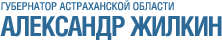 ГУБЕРНАТОР АСТРАХАНСКОЙ ОБЛАСТИ
АЛЕКСАНДР ЖИЛКИН